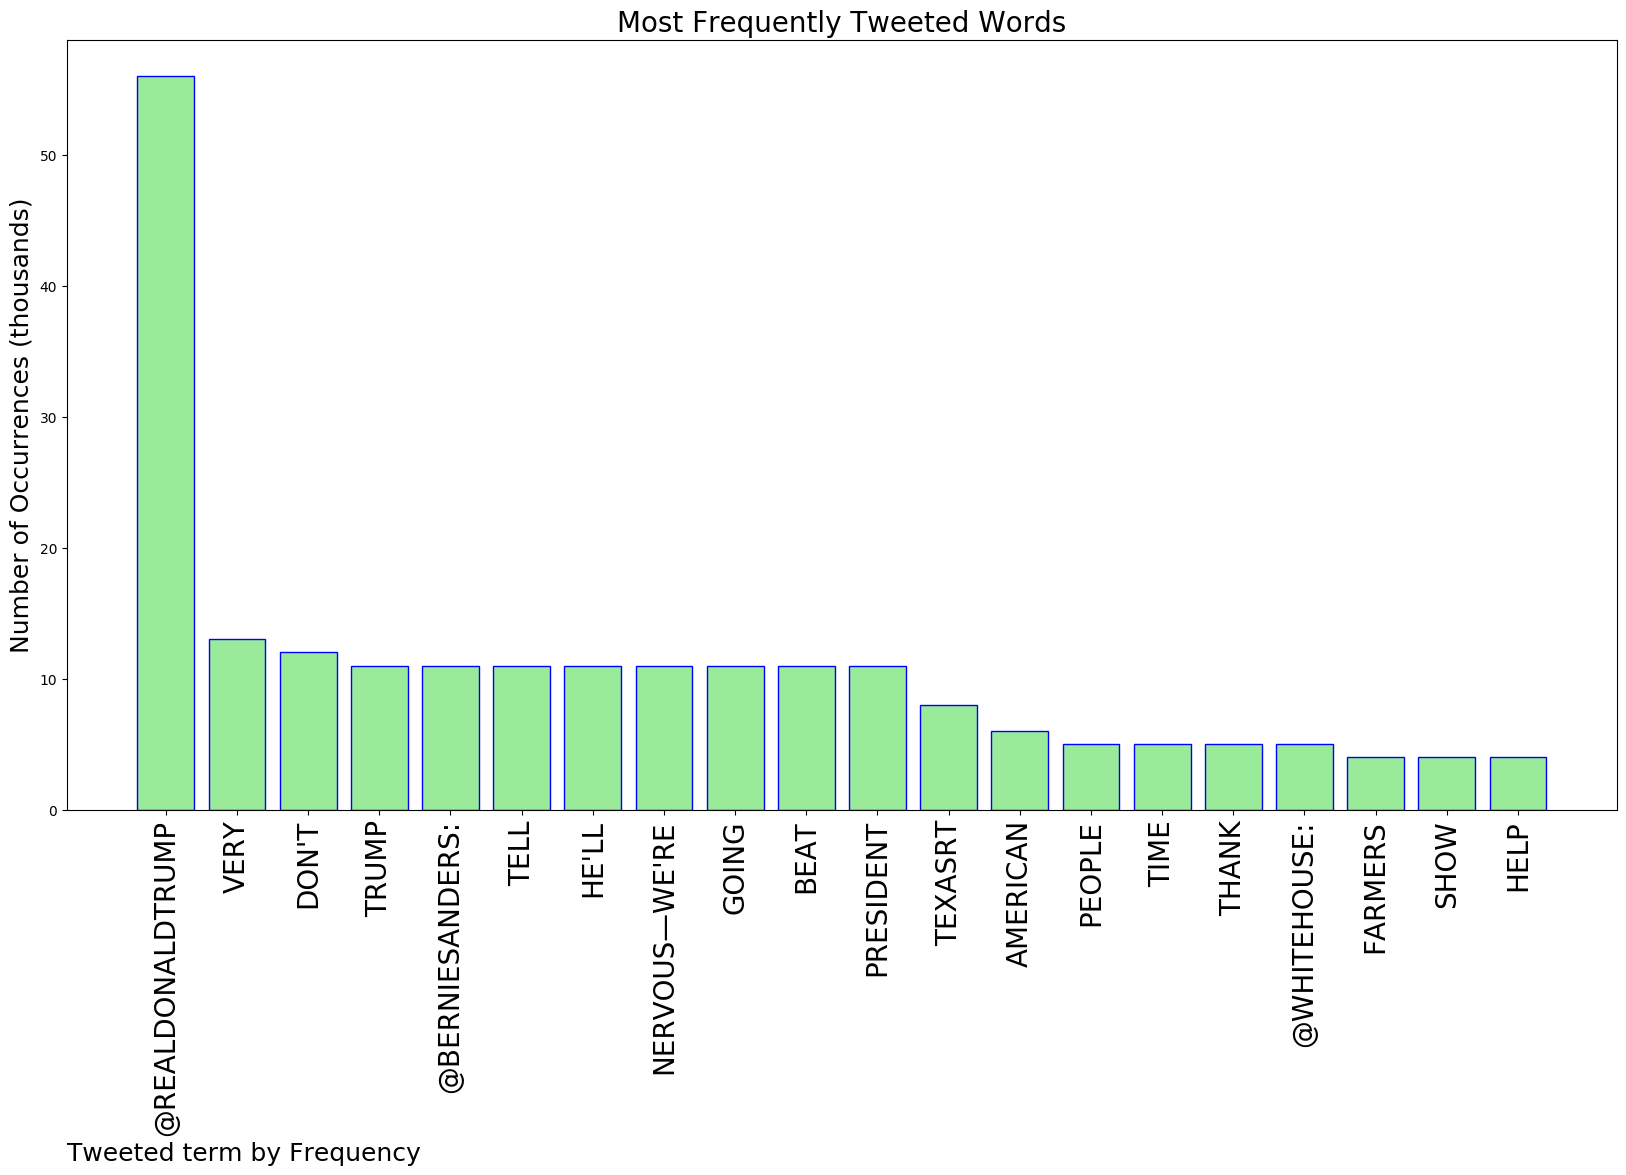 Most Frequently Tweeted Words
Number of Occurrences (thousands)
50
40
30
20
10
0
@REALDONALDTRUMP
VERY
DON'T
TRUMP
@BERNIESANDERS:
TELL
HE'LL
NERVOUS—WE'RE
GOING
BEAT
PRESIDENT
TEXASRT
AMERICAN
PEOPLE
TIME
THANK
@WHITEHOUSE:
FARMERS
SHOW
HELP
Tweeted term by Frequency